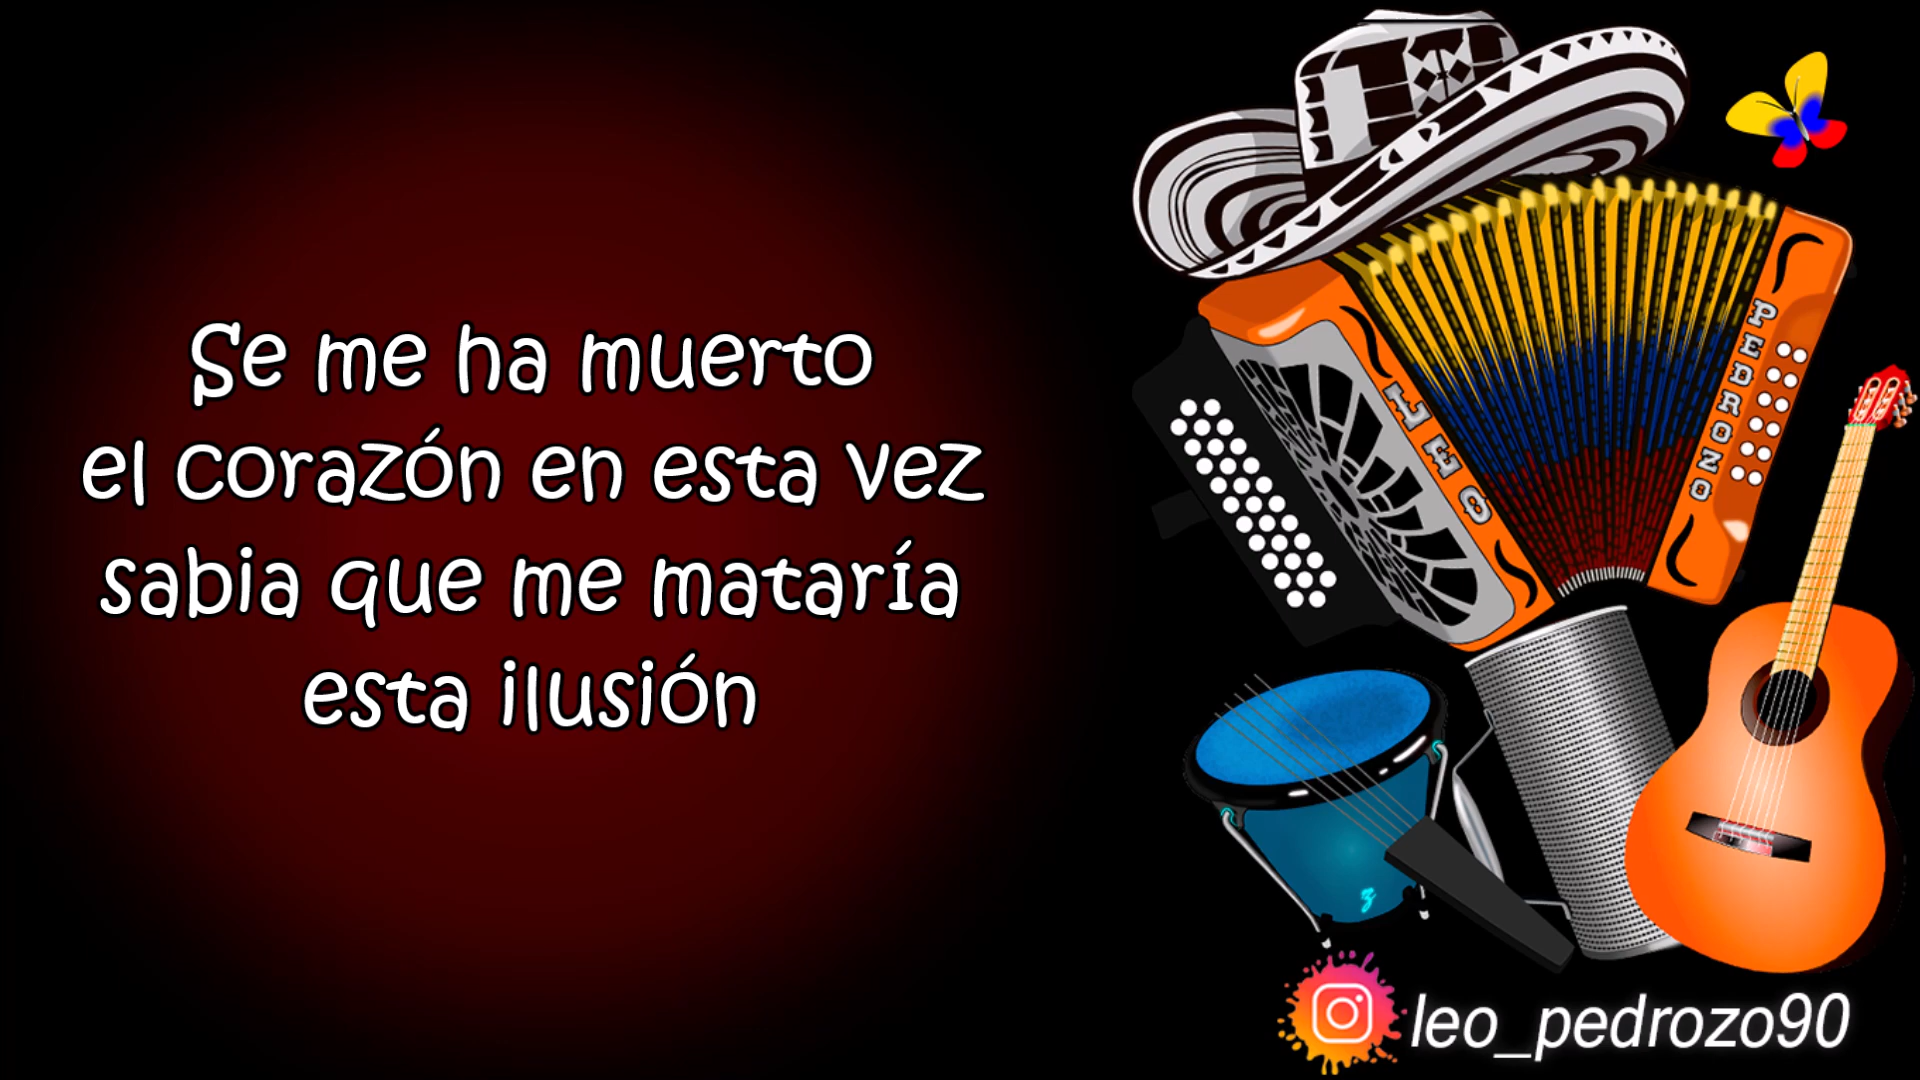 Se me ha muerto
el corazón en esta vez
sabia que me mataría
esta ilusión
LEO
PEDROZO
z
leo_pedrozo90